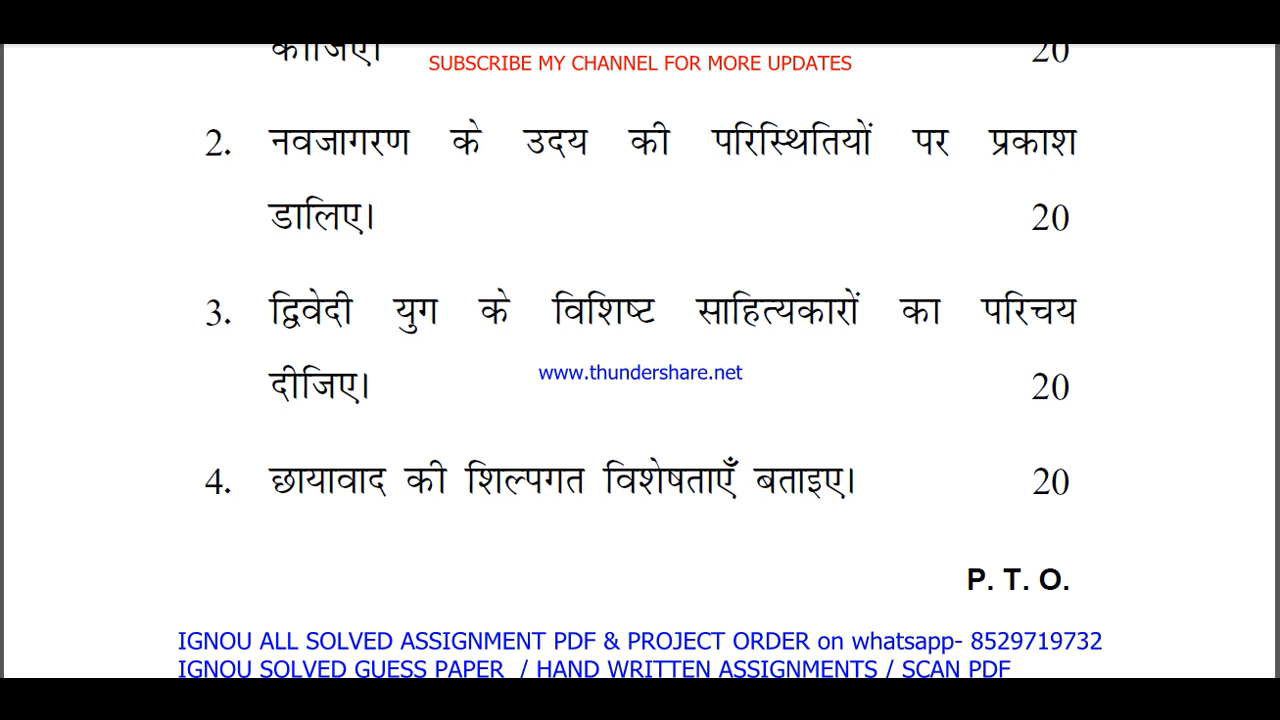 कीजिए। 20
SUBSCRIBE MY CHANNEL FOR MORE UPDATES
2. नवजागरण के उदय की परिस्थितियों पर प्रकाश
डालिए। 20
3. द्विवेदी युग के विशिष्ट साहित्यकारों का परिचय
दीजिए। 20
www.thundershare.net
4. छायावाद की शिल्पगत विशेषताएँ बताइए। 20
P. T. O.
IGNOU ALL SOLVED ASSIGNMENT PDF & PROJECT ORDER on whatsapp- 8529719732
IGNOU SOLVED GUESS PAPER / HAND WRITTEN ASSIGNMENTS / SCAN PDF